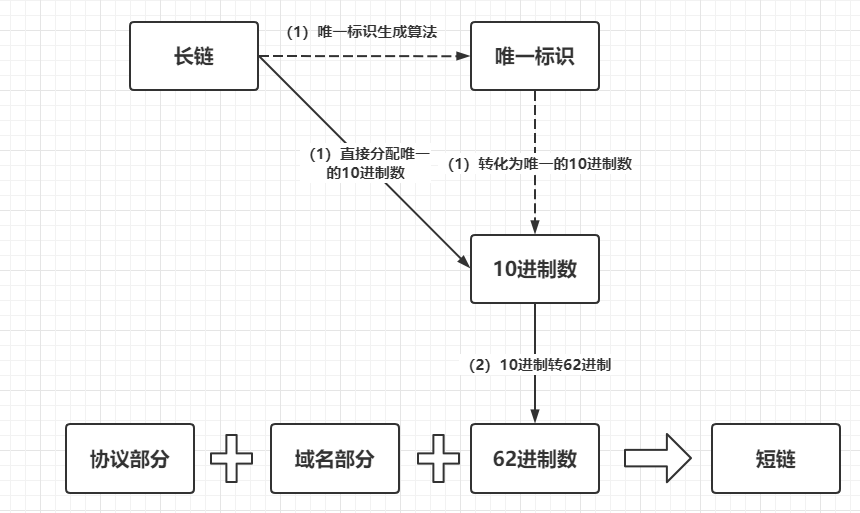 （1）唯一标识生成算法
长链
唯一标识
（1）直接分配唯一
的10进制数
（1）转化为唯一的10进制数
10进制数
（2）10进制转62进制
协议部分
域名部分
62进制数
短链